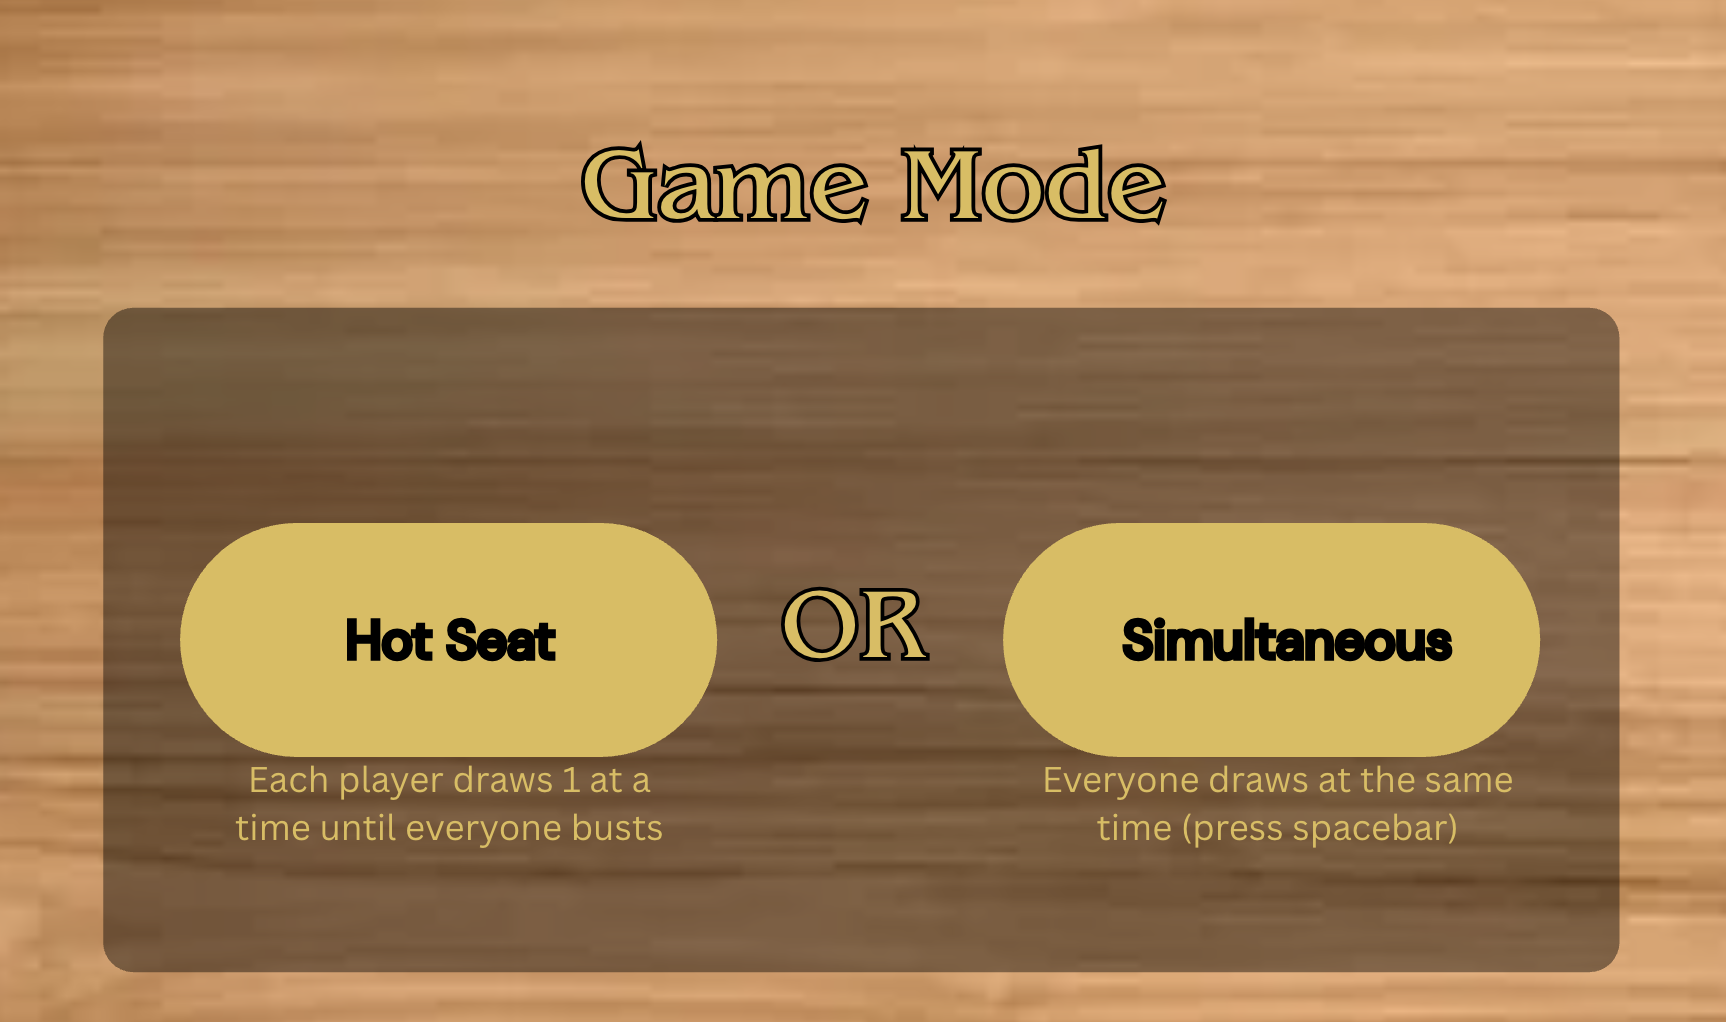 Game Mode
Hot Seat
OR
Simultaneous
Each player draws 1 at a
time until everyone busts
Everyone draws at the same
time (press spacebar)